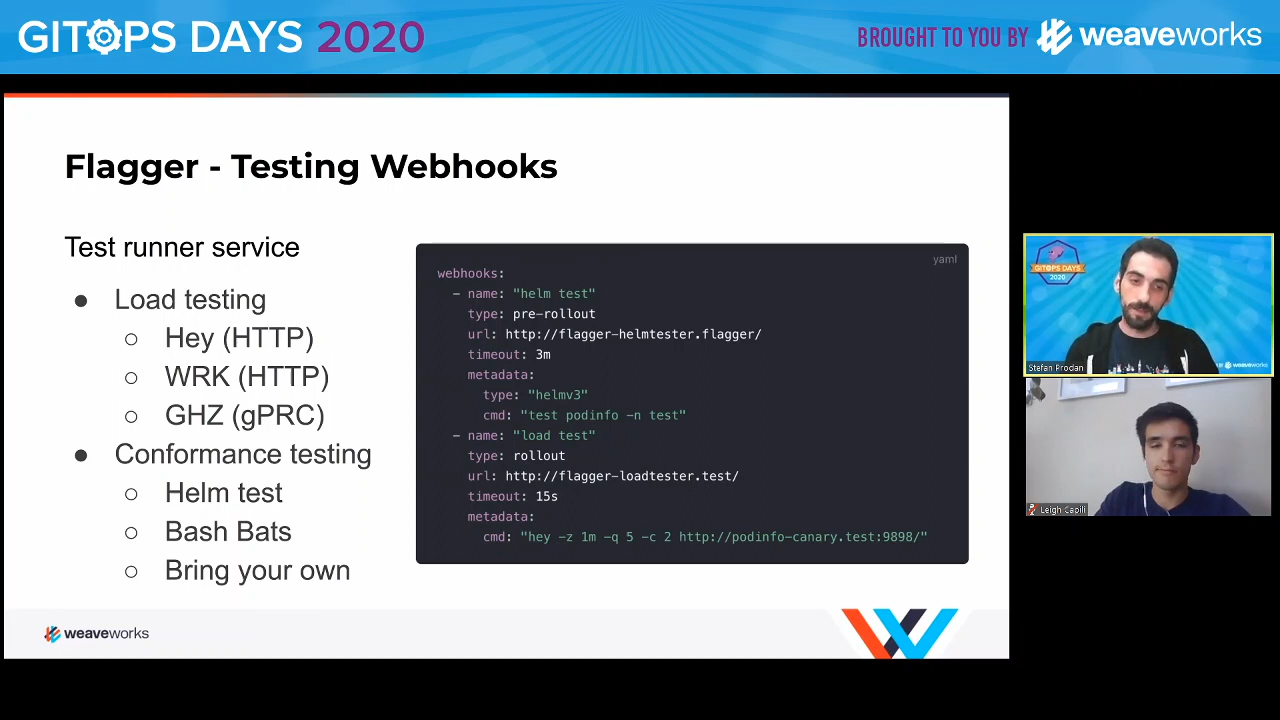 GITOPS DAYS 2020
BROUGHT TO YOU BY weaveworks
Flagger - Testing Webhooks
Test runner service
● Load testing
○ Hey (HTTP)
○ WRK (HTTP)
○ GHZ (gPRC)
● Conformance testing
○ Helm test
○ Bash Bats
○ Bring your own
yaml
webhooks:
- name: "helm test"
type: pre-rollout
url: http://flagger-helmtester.flagger/
timeout: 3m
metadata:
type: "helmv3"
cmd: "test podinfo -n test"
- name: "load test"
type: rollout
url: http://flagger-loadtester.test/
timeout: 15s
metadata:
cmd: "hey -z 1m -q 5 -c 2 http://podinfo-canary.test:9898/"
weaveworks
GITOPS DAYS
2020
Stefan Prodan
weaveworks
Leigh Capili